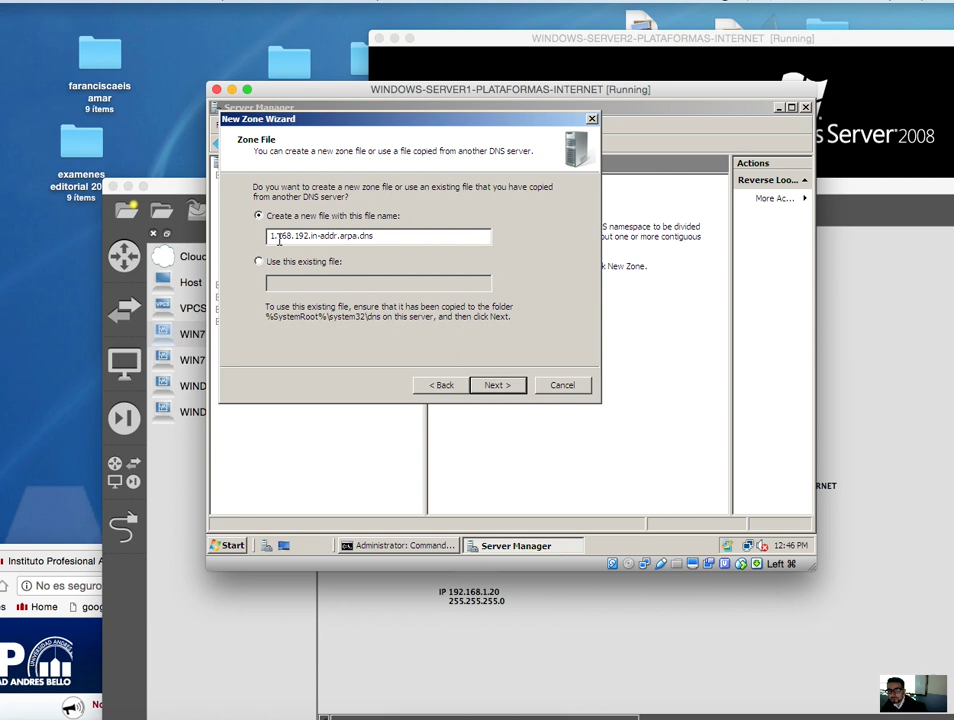 WINDOWS-SERVER2-PLATAFORMAS-INTERNET [Running]
faranciscaeis
amar
9 ítems
WINDOWS-SERVER1-PLATAFORMAS-INTERNET [Running]
Server Manager
New Zone Wizard
Server 2008
Zone File
You can create a new zone file or use a file copied from another DNS server.
Actions
Reverse Loo...
More Ac...
examenes
editorial 20
9 ítems
Do you want to create a new zone file or use an existing file that you have copied
from another DNS server?
Create a new file with this file name:
1.168.192.in-addr.arpa.dns
S namespace to be divided
out one or more contiguous
k New Zone.
Use this existing file:
To use this existing file, ensure that it has been copied to the folder
%SystemRoot%\system32\dns on this server, and then click Next.
< Back
Next >
Cancel
Cloud
Host
VPCS
WIN7
WIN7
WIND
WIND
RNET
Start
Administrator: Command...
Server Manager
12:46 PM
Left ⌘
Instituto Profesional A
No es seguro
es
Home
goog
IP 192.168.1.20
255.255.255.0
P
UNIVERSIDAD ANDRES BELLO
AD ANDRES BELLO